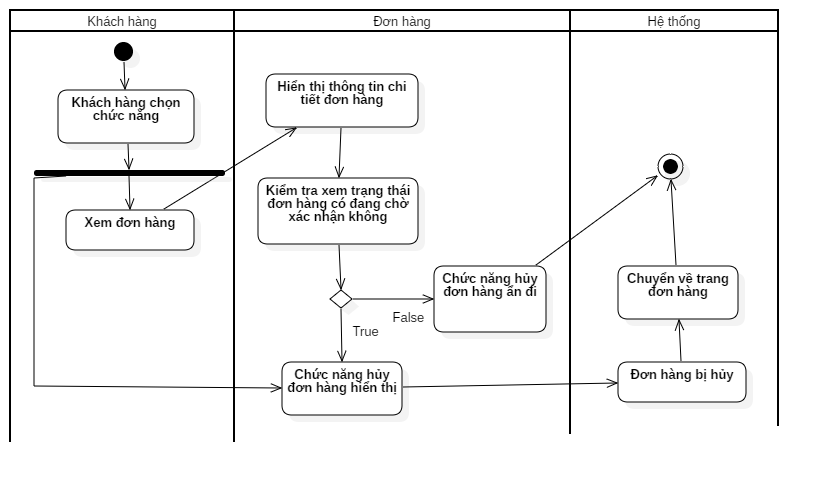 Khách hàng
Đơn hàng
Hệ thống
Khách hàng chọn
chức năng
Xem đơn hàng
Hiển thị thông tin chi
tiết đơn hàng
Kiểm tra xem trạng thái
đơn hàng có đang chờ
xác nhận không
Chức năng hủy
đơn hàng ẩn đi
False
True
Chức năng hủy
đơn hàng hiển thị
Chuyển về trang
đơn hàng
Đơn hàng bị hủy